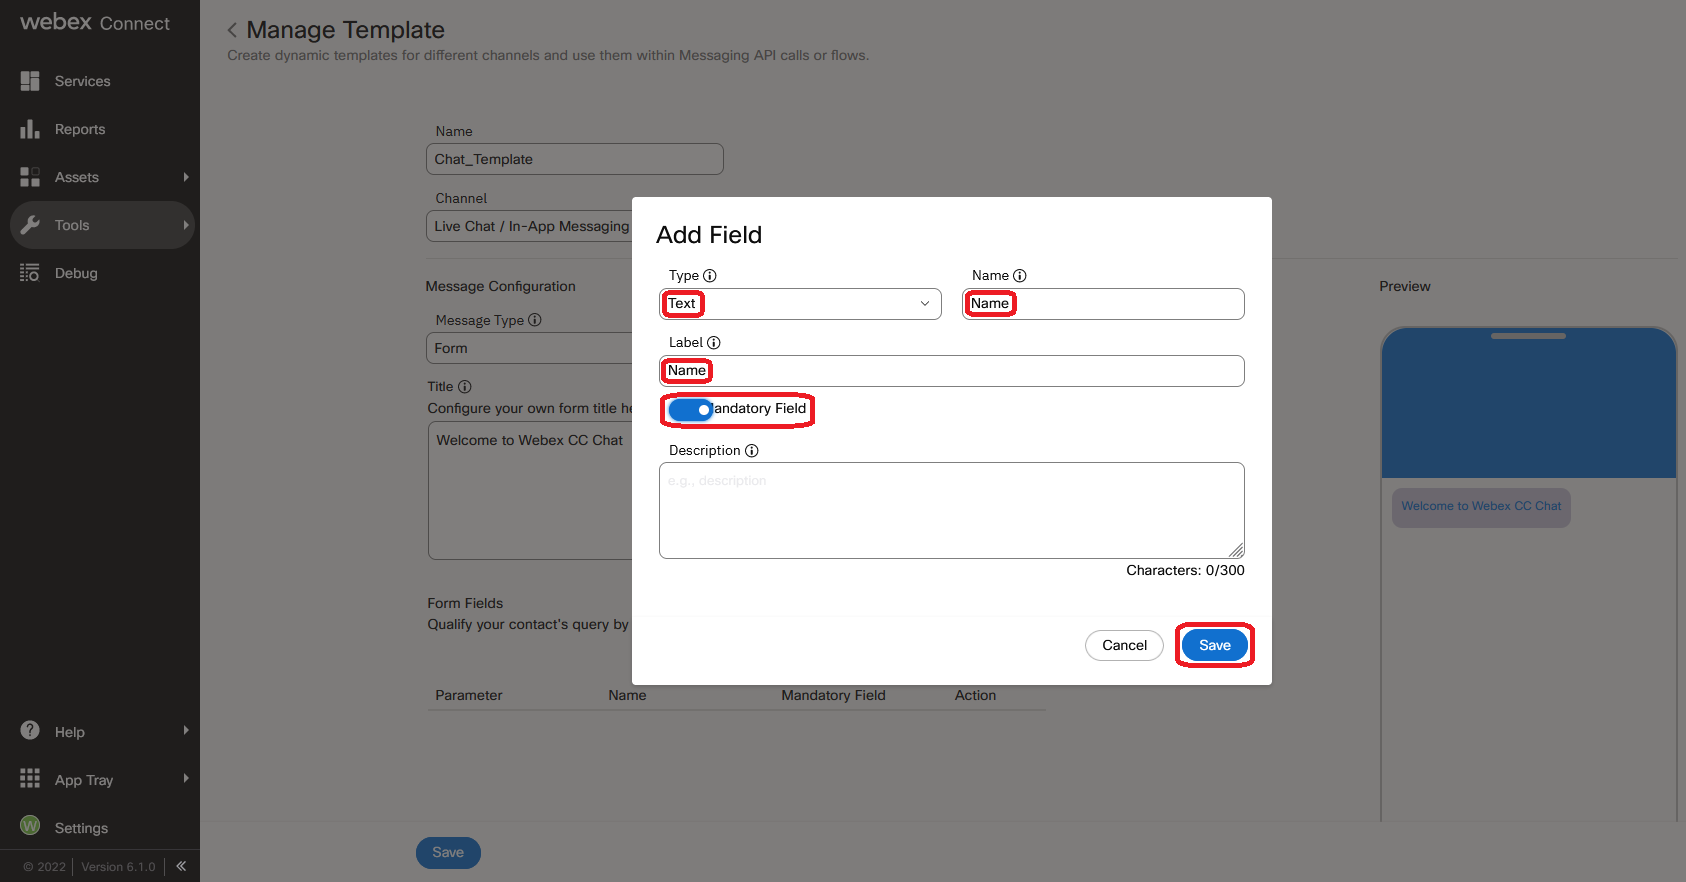 webex Connect
Services
Reports
Assets
Tools
Debug
Help
App Tray
W Settings
© 2022 Version 6.1.0
Manage Template
Create dynamic templates for different channels and use them within Messaging API calls or flows.
Name
Chat_Template
Channel
Live Chat / In-App Messaging
Message Configuration
Message Type
Form
Title
Configure your own form title he
Welcome to Webex CC Chat
Form Fields
Qualify your contact's query by
Parameter Name Mandatory Field Action
Save
Add Field
Type Name
Text Name
Label
Name
andatory Field
Description
e.g., description
Characters: 0/300
Cancel Save
Preview
Welcome to Webex CC Chat